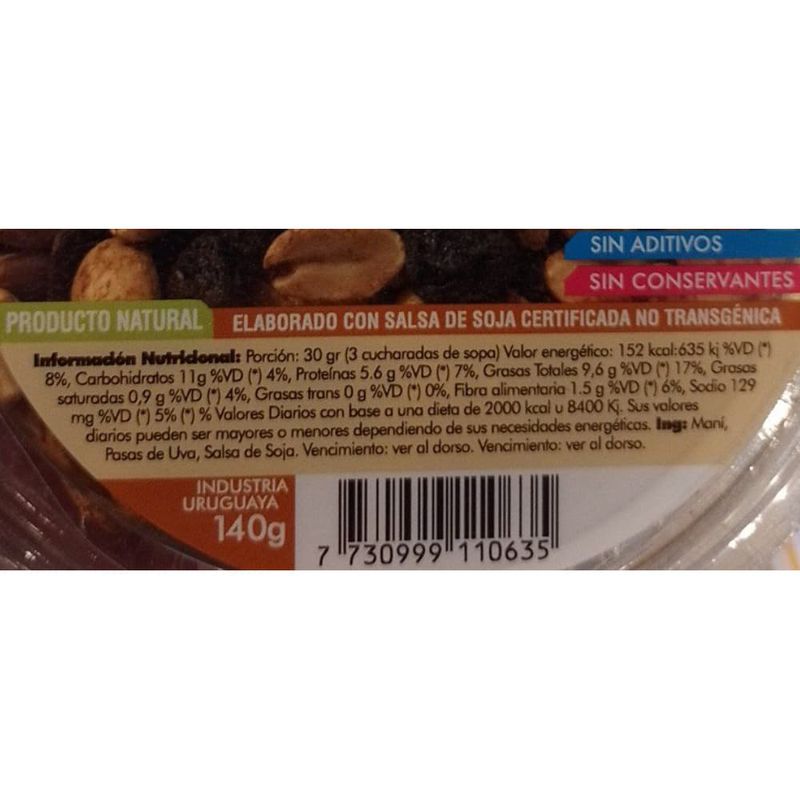 SIN ADITIVOS
SIN CONSERVANTES
PRODUCTO NATURAL
ELABORADO CON SALSA DE SOJA CERTIFICADA NO TRANSGÉNICA
Información Nutricional: Porción: 30 gr (3 cucharadas de sopa) Valor energético: 152 kcal:635 kj %VD (*)
8%, Carbohidratos 11g %VD (*) 4%, Proteínas 5.6 g %VD (*) 7%, Grasas Totales 9,6 g %VD (*) 17%, Grasas
saturadas 0,9 g %VD (*) 4%, Grasas trans 0 g %VD (*) 0%, Fibra alimentaria 1.5 g %VD (*) 6%, Sodio 129
mg %VD (*) 5% (*) % Valores Diarios con base a una dieta de 2000 kcal u 8400 Kj. Sus valores
diarios pueden ser mayores o menores dependiendo de sus necesidades energéticas. Ing: Maní,
Pasas de Uva, Salsa de Soja. Vencimiento: ver al dorso. Vencimiento: ver al dorso.
INDUSTRIA
URUGUAYA
140g
7 730999 110635